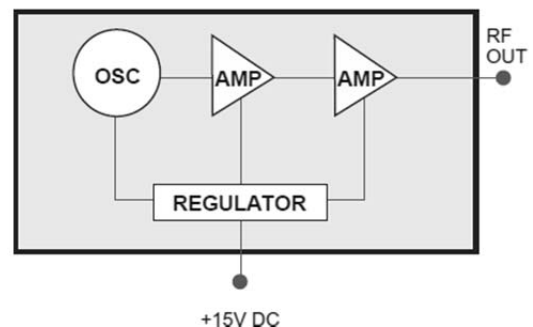 RF
OUT
OSC
AMP
AMP
REGULATOR
+15V DC